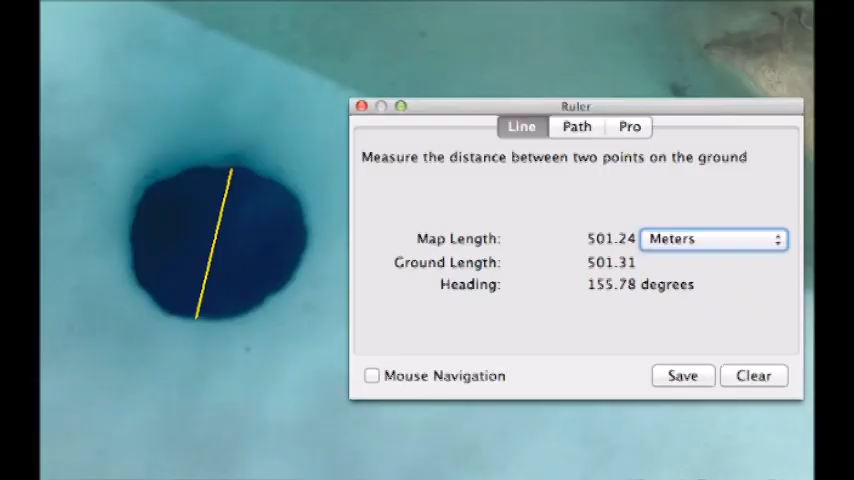 Ruler
Line Path Pro
Measure the distance between two points on the ground
Map Length: 501.24 Meters
Ground Length: 501.31
Heading: 155.78 degrees
Mouse Navigation Save Clear